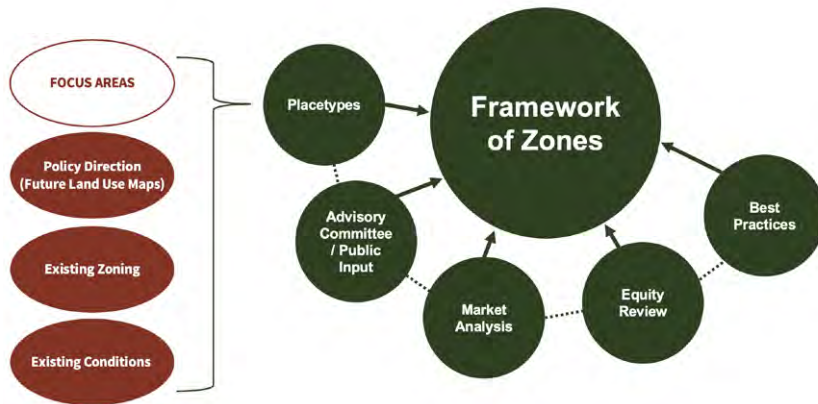 FOCUS AREAS
Policy Direction
(Future Land Use Maps)
Existing Zoning
Existing Conditions
Placetypes
Advisory
Committee
/ Public
Input
Market
Analysis
Equity
Review
Best
Practices
Framework
of Zones